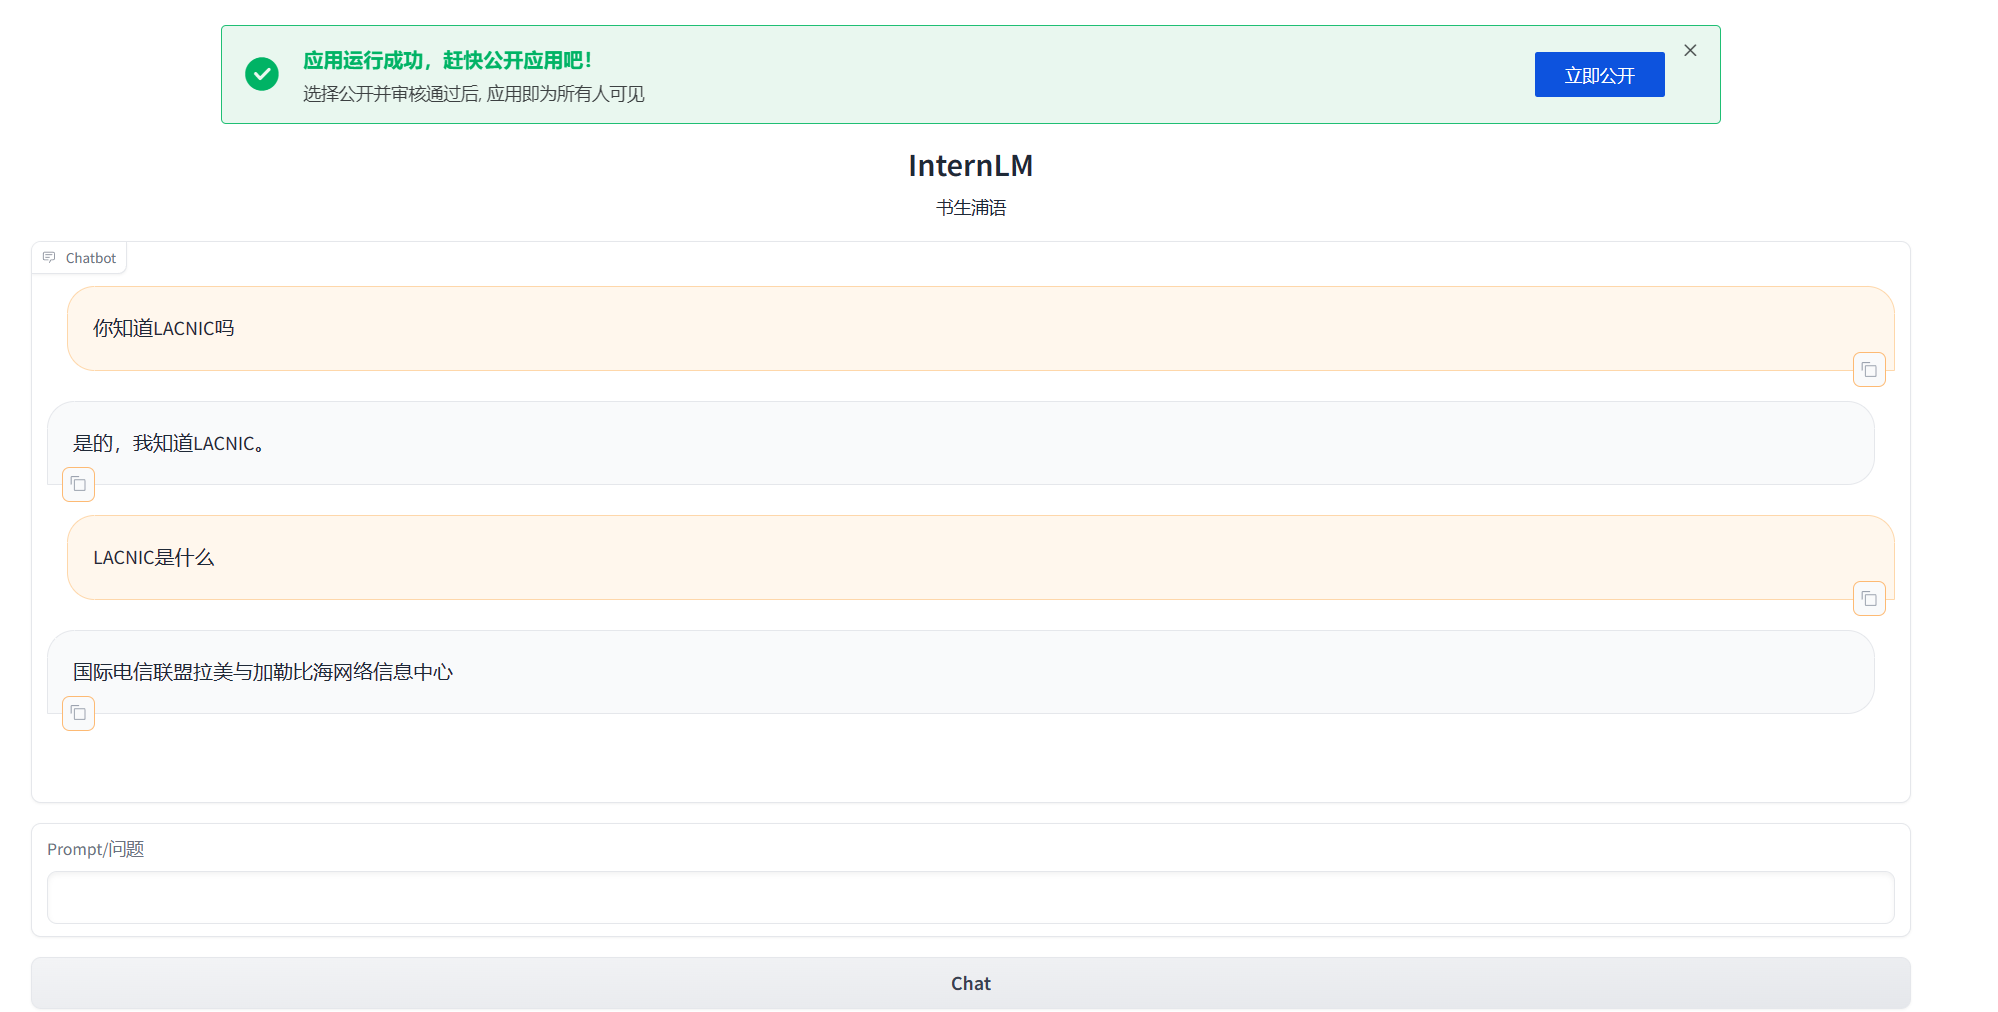 应用运行成功，赶快公开应用吧！
选择公开并审核通过后, 应用即为所有人可见
立即公开
InternLM
书生浦语
Chatbot
你知道LACNIC吗
是的，我知道LACNIC。
LACNIC是什么
国际电信联盟拉美与加勒比海网络信息中心
Prompt/问题
Chat